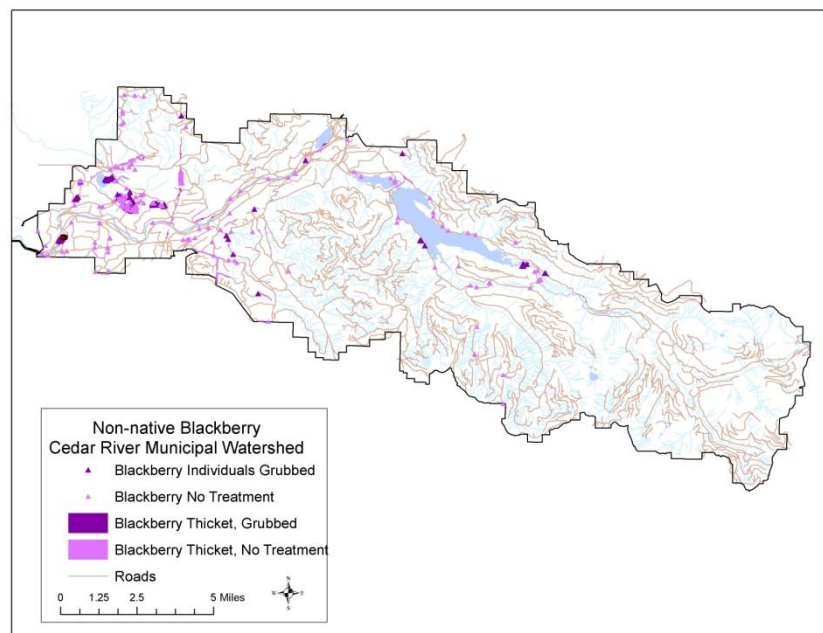 Non-native Blackberry
Cedar River Municipal Watershed
Blackberry Individuals Grubbed
Blackberry No Treatment
Blackberry Thicket, Grubbed
Blackberry Thicket, No Treatment
Roads
0 1.25 2.5 5 Miles
N
W E
S